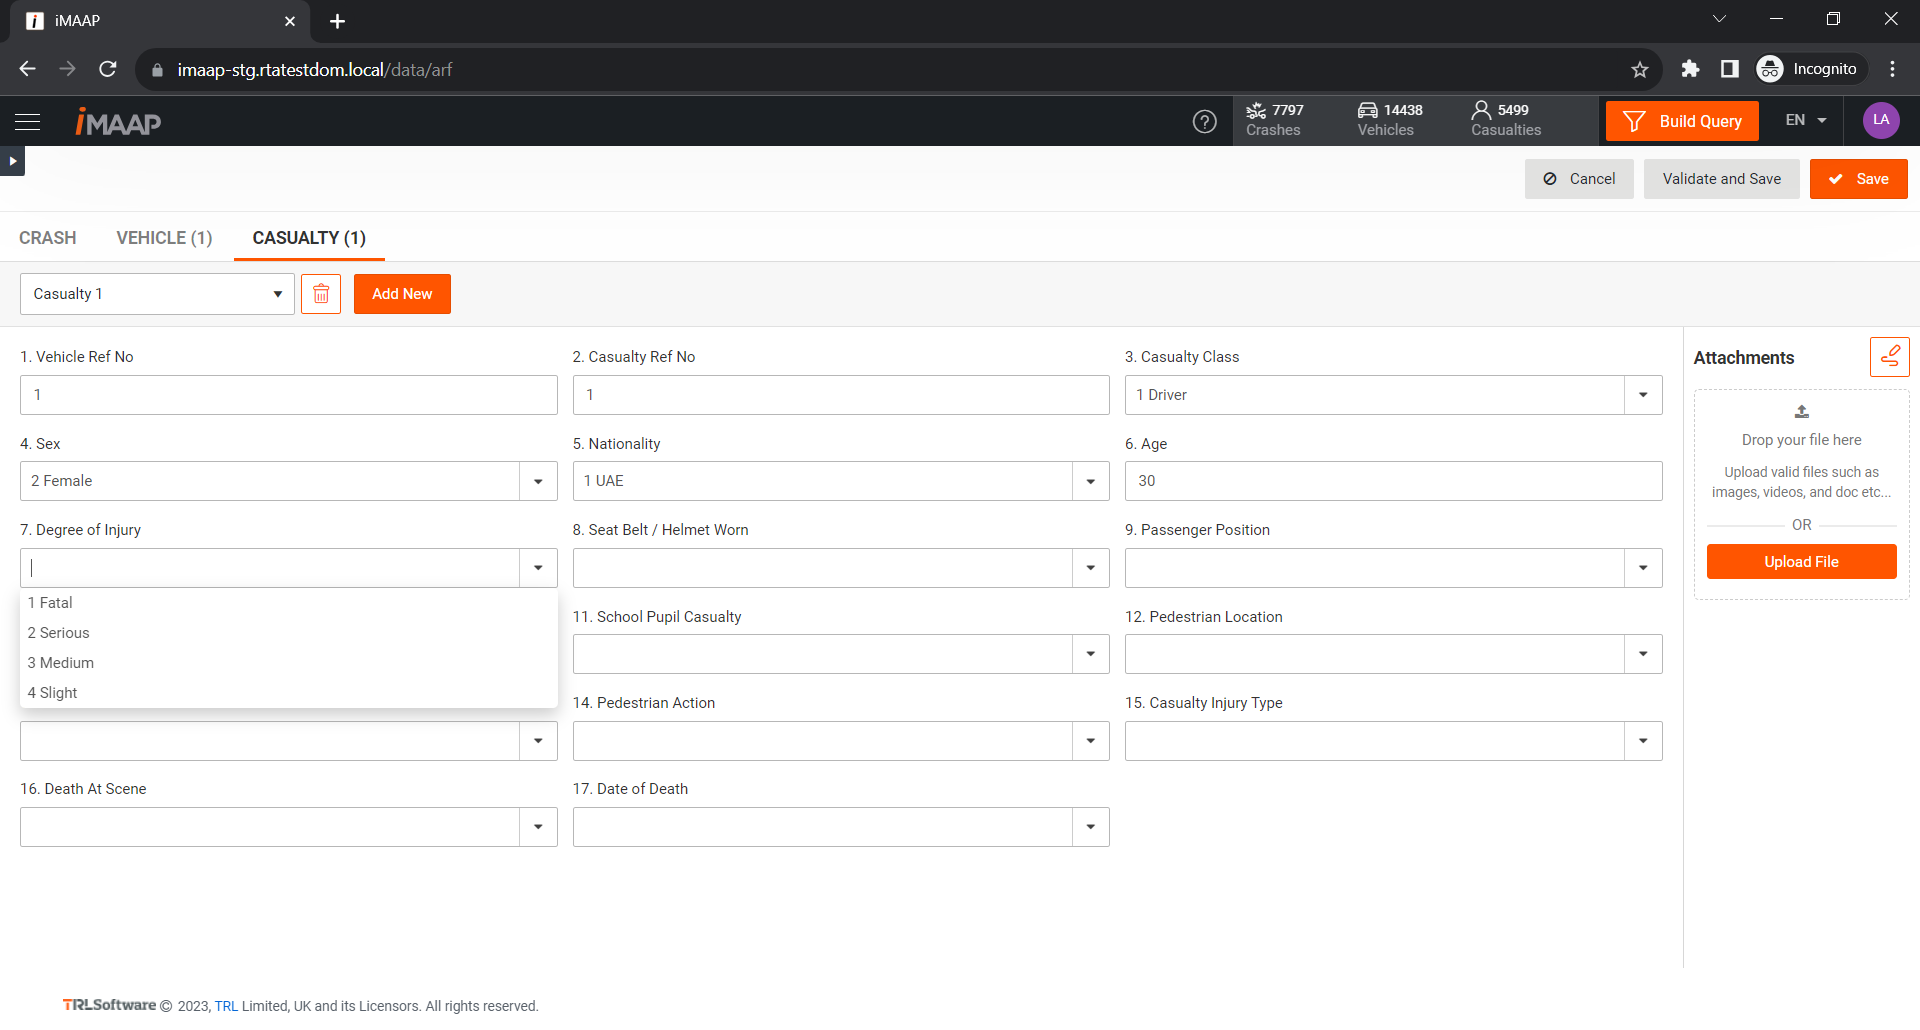 iMAAP
imaap-stg.rtatestdom.local/data/arf
Incognito
iMAAP
7797
Crashes
14438
Vehicles
5499
Casualties
Build Query
EN
LA
Cancel
Validate and Save
Save
CRASH
VEHICLE (1)
CASUALTY (1)
Casualty 1
Add New
1. Vehicle Ref No
2. Casualty Ref No
3. Casualty Class
1
1
1 Driver
4. Sex
5. Nationality
6. Age
2 Female
1 UAE
30
7. Degree of Injury
8. Seat Belt / Helmet Worn
9. Passenger Position
1 Fatal
2 Serious
3 Medium
4 Slight
11. School Pupil Casualty
12. Pedestrian Location
14. Pedestrian Action
15. Casualty Injury Type
16. Death At Scene
17. Date of Death
Attachments
Drop your file here
Upload valid files such as
images, videos, and doc etc...
OR
Upload File
TRLSoftware © 2023, TRL Limited, UK and its Licensors. All rights reserved.